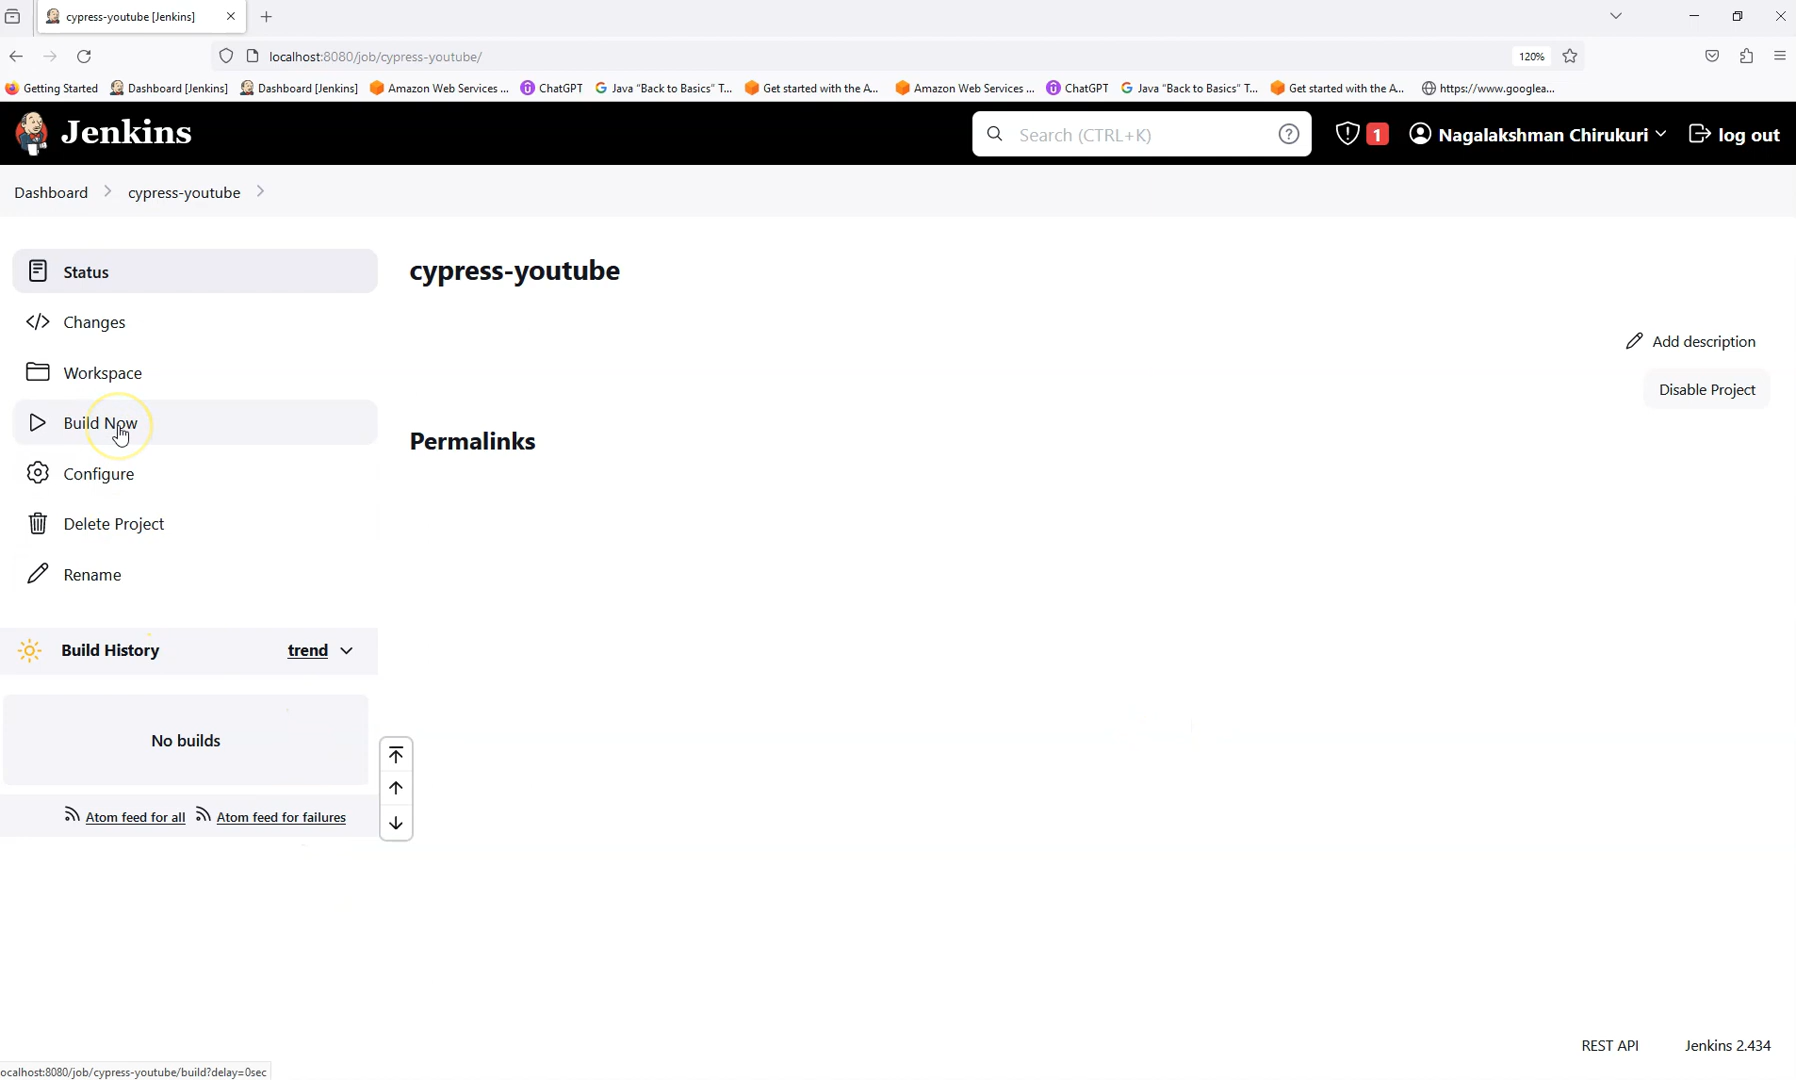 cypress-youtube [Jenkins]
localhost:8080/job/cypress-youtube/
120%
Getting Started
Dashboard [Jenkins]
Dashboard [Jenkins]
Amazon Web Services ...
ChatGPT
Java "Back to Basics" T...
Get started with the A...
Amazon Web Services ...
ChatGPT
Java "Back to Basics" T...
Get started with the A...
https://www.googlea...
Jenkins
Search (CTRL+K)
1
Nagalakshman Chirukuri
log out
Dashboard
cypress-youtube
Status
Changes
Workspace
Build Now
Configure
Delete Project
Rename
Build History
trend
No builds
Atom feed for all
Atom feed for failures
cypress-youtube
Add description
Disable Project
Permalinks
REST API
Jenkins 2.434
ocalhost:8080/job/cypress-youtube/build?delay=0sec